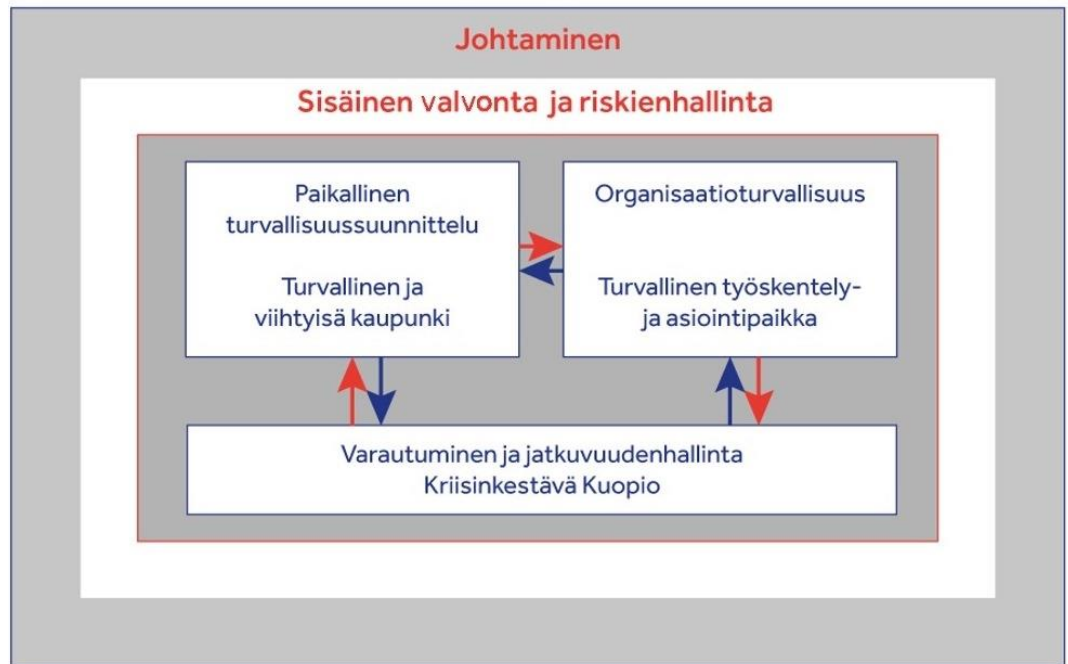 Johtaminen
Sisäinen valvonta ja riskienhallinta
Paikallinen
turvallisuussuunnittelu
Turvallinen ja
viihtyisä kaupunki
Organisaatioturvallisuus
Turvallinen työskentely-
ja asiointipaikka
Varautuminen ja jatkuvuudenhallinta
Kriisinkestävä Kuopio